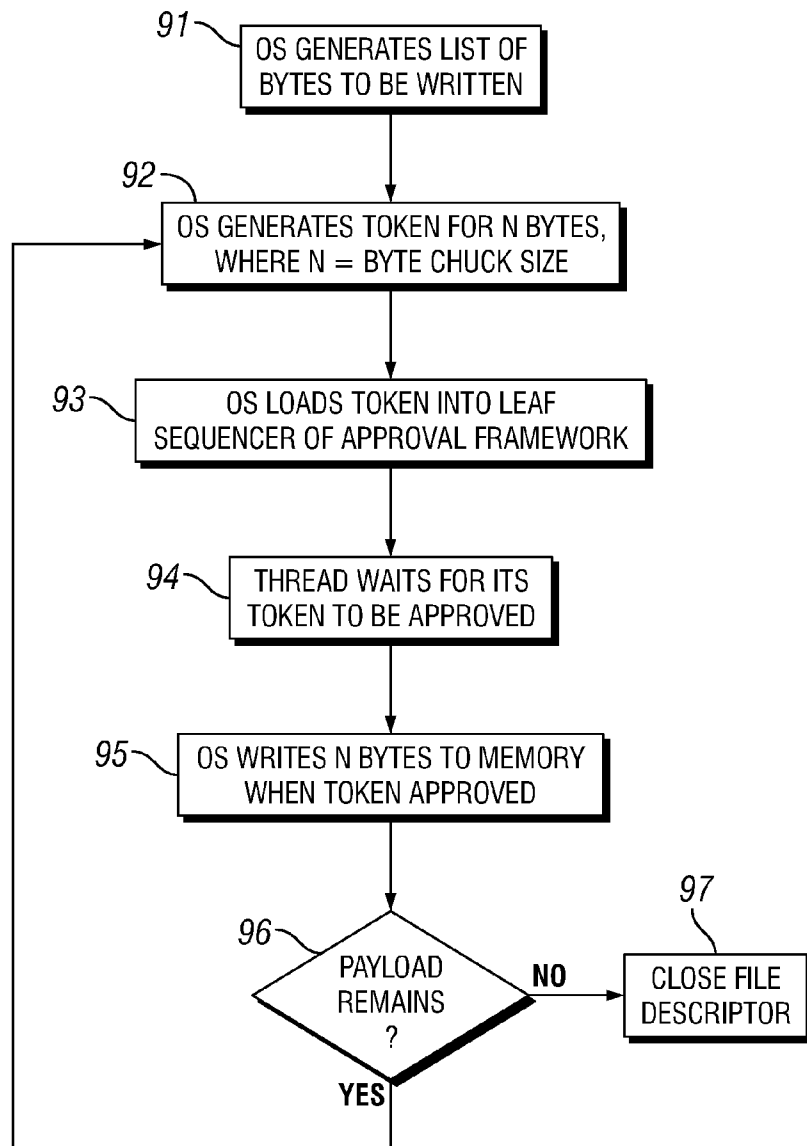 91
OS GENERATES LIST OF
BYTES TO BE WRITTEN
92
OS GENERATES TOKEN FOR N BYTES,
WHERE N = BYTE CHUCK SIZE
93
OS LOADS TOKEN INTO LEAF
SEQUENCER OF APPROVAL FRAMEWORK
94
THREAD WAITS FOR ITS
TOKEN TO BE APPROVED
95
OS WRITES N BYTES TO MEMORY
WHEN TOKEN APPROVED
96
PAYLOAD
REMAINS
?
NO
97
CLOSE FILE
DESCRIPTOR
YES